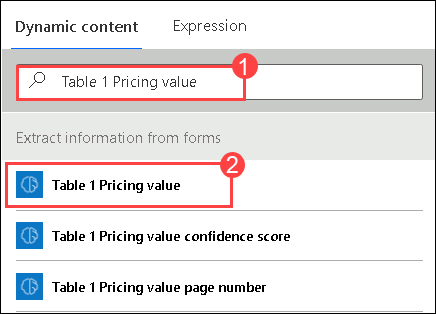 Dynamic content Expression
1
Table 1 Pricing value
Extract information from forms
2
Table 1 Pricing value
Table 1 Pricing value confidence score
Table 1 Pricing value page number